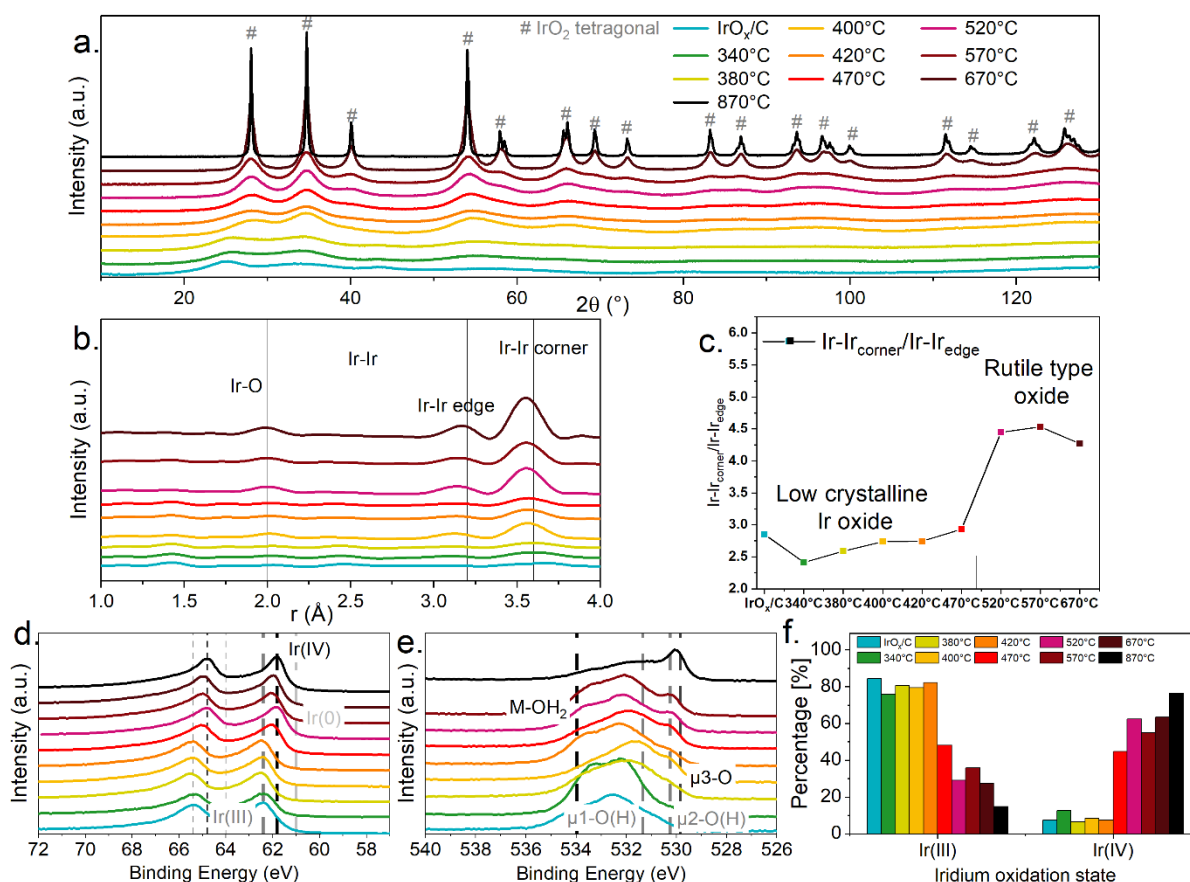 a.
# IrO₂ tetragonal
IrOₓ/C 400°C 520°C
340°C 420°C 570°C
380°C 470°C 670°C
870°C
# # # # # # # # # # # # # # # #
Intensity (a.u.)
20 40 60 80 100 120
2θ (°)
b.
Ir-O
Ir-Ir
Ir-Ir edge
Ir-Ir corner
Intensity (a.u.)
1.0 1.5 2.0 2.5 3.0 3.5 4.0
r (Å)
c.
Ir-Ir_corner/Ir-Ir_edge
Rutile type
oxide
Low crystalline
Ir oxide
Ir-Ir_corner/Ir-Ir_edge
6.0
5.5
5.0
4.5
4.0
3.5
3.0
2.5
2.0
IrOₓ/C 340°C 380°C 400°C 420°C 470°C 520°C 570°C 670°C
d.
Ir(IV)
Ir(0)
Ir(III)
Intensity (a.u.)
72 70 67 65 62 60 57
Binding Energy (eV)
e.
M-OH₂
μ3-O
μ1-O(H)
μ2-O(H)
Intensity (a.u.)
540 538 536 534 532 530 528 526
Binding Energy (eV)
f.
IrOₓ/C 380°C 420°C 520°C 670°C
340°C 400°C 470°C 570°C 870°C
Percentage [%]
100
80
60
40
20
0
Ir(III) Ir(IV)
Iridium oxidation state